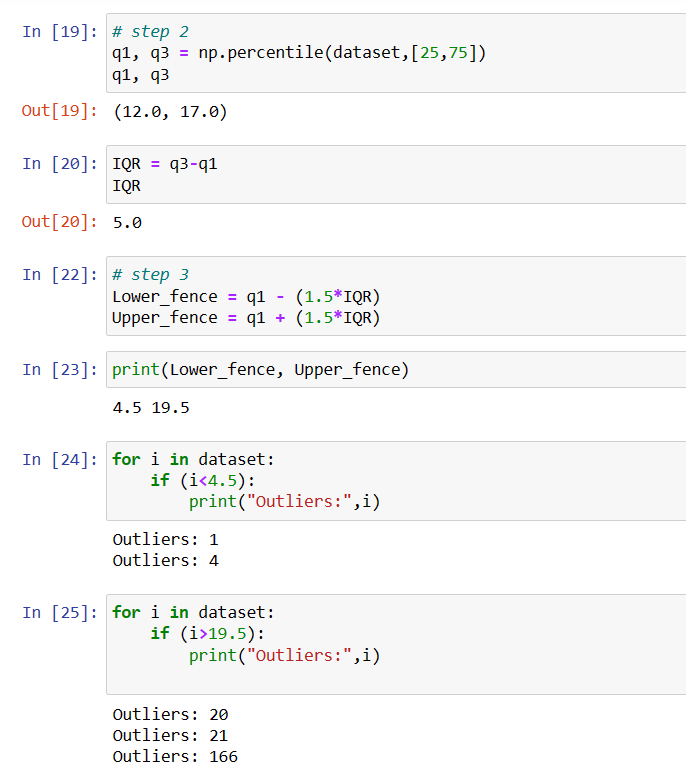 In [19]: # step 2
q1, q3 = np.percentile(dataset,[25,75])
q1, q3
Out[19]: (12.0, 17.0)
In [20]: IQR = q3-q1
IQR
Out[20]: 5.0
In [22]: # step 3
Lower_fence = q1 - (1.5*IQR)
Upper_fence = q1 + (1.5*IQR)
In [23]: print(Lower_fence, Upper_fence)
4.5 19.5
In [24]: for i in dataset:
    if (i<4.5):
        print("Outliers:",i)
Outliers: 1
Outliers: 4
In [25]: for i in dataset:
    if (i>19.5):
        print("Outliers:",i)
Outliers: 20
Outliers: 21
Outliers: 166